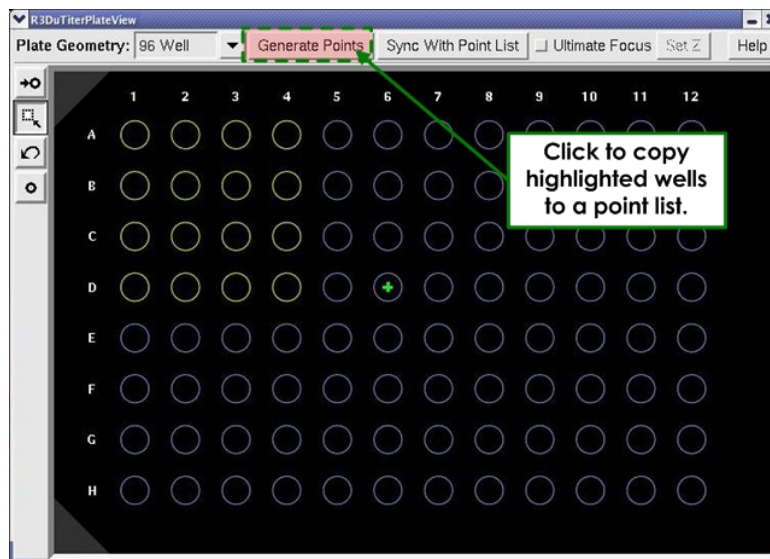 R3DuTiterPlateView
Plate Geometry: 96 Well Generate Points Sync With Point List Ultimate Focus Set Z Help
1 2 3 4 5 6 7 8 9 10 11 12
A
Click to copy
highlighted wells
to a point list.
B
C
D
E
F
G
H